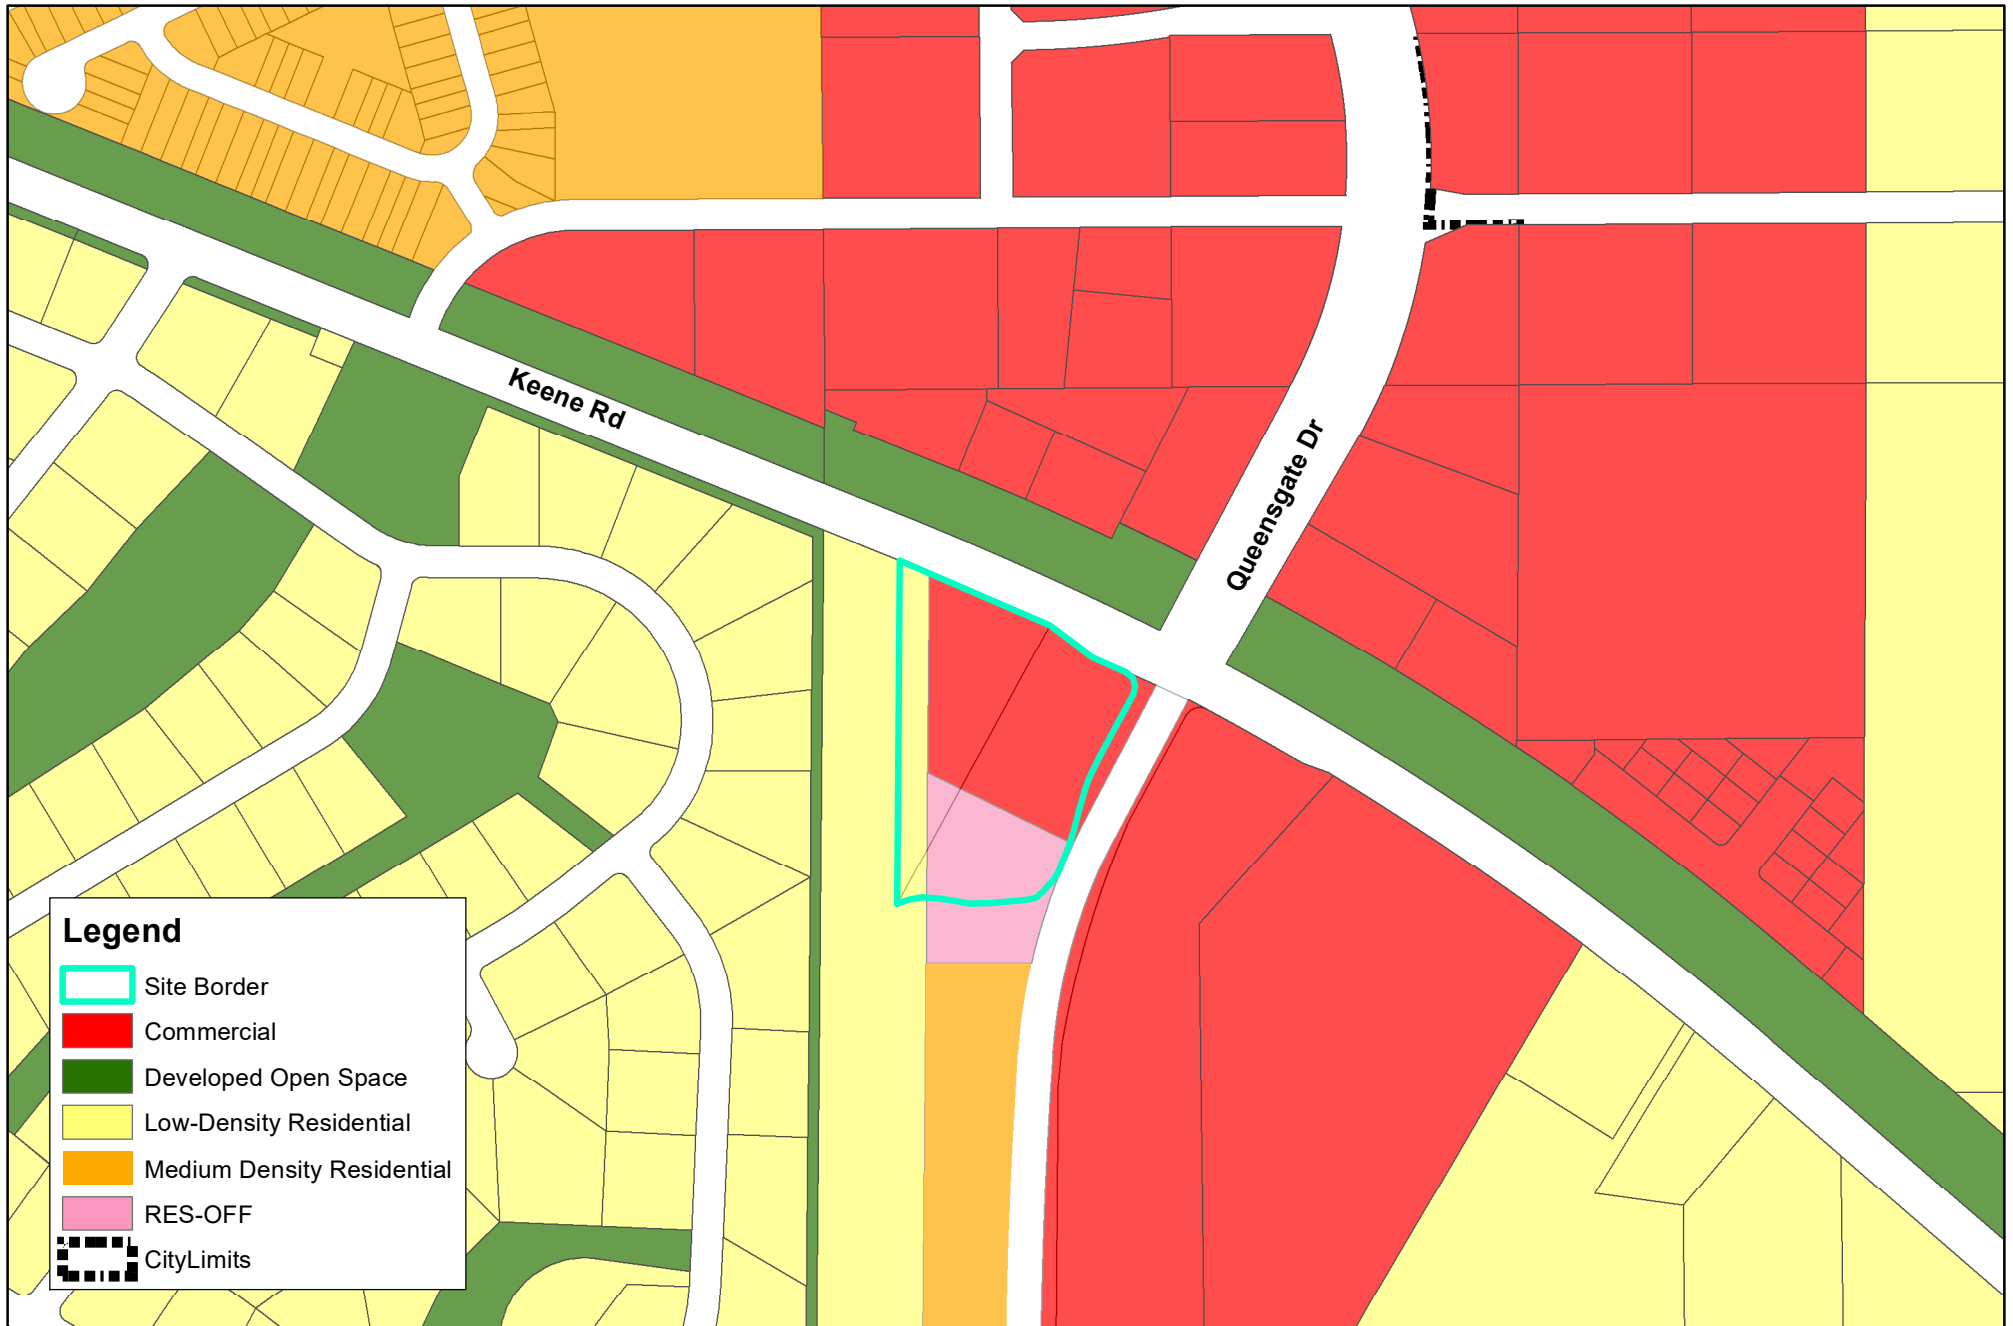 Keene Rd
Queensgate Dr
Legend
Site Border
Commercial
Developed Open Space
Low-Density Residential
Medium Density Residential
RES-OFF
CityLimits